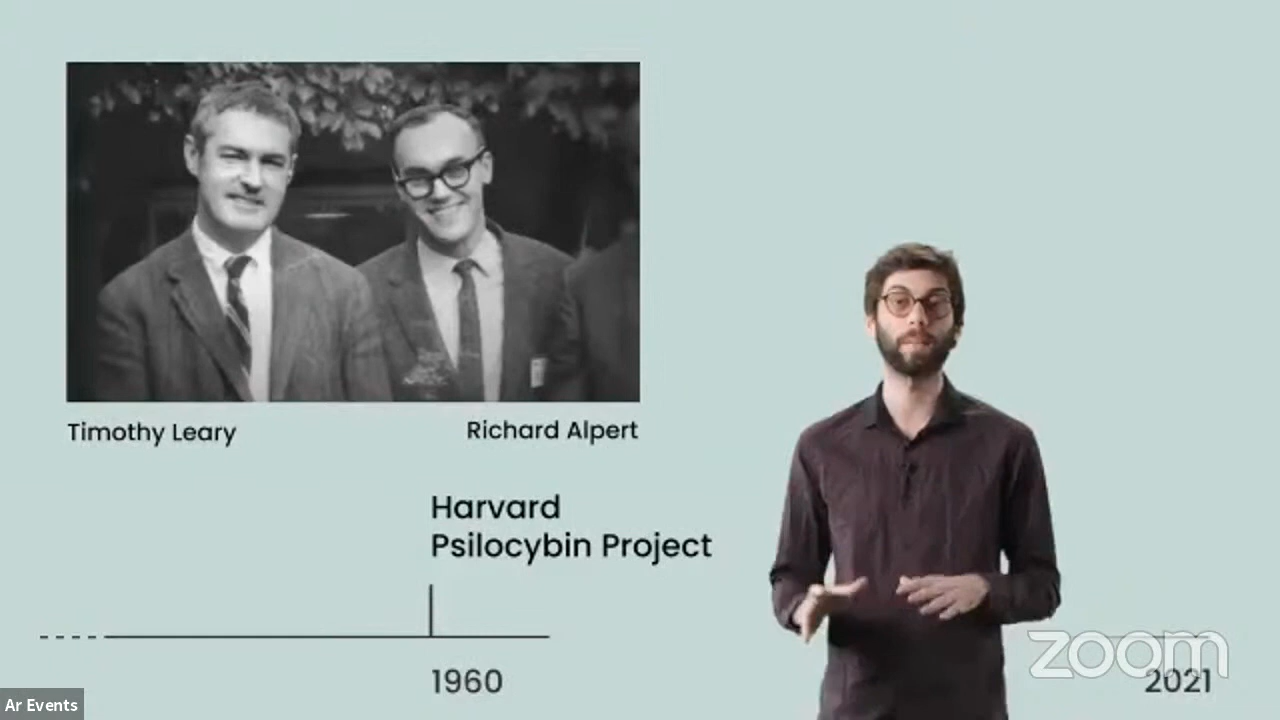 Timothy Leary
Richard Alpert
Harvard
Psilocybin Project
1960
2021
zoom
Ar Events